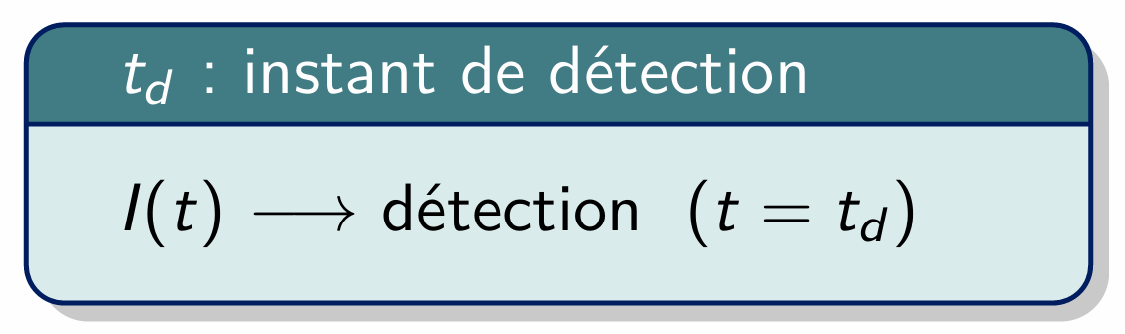 t_d : instant de détection
I(t) ⟶ détection (t = t_d)